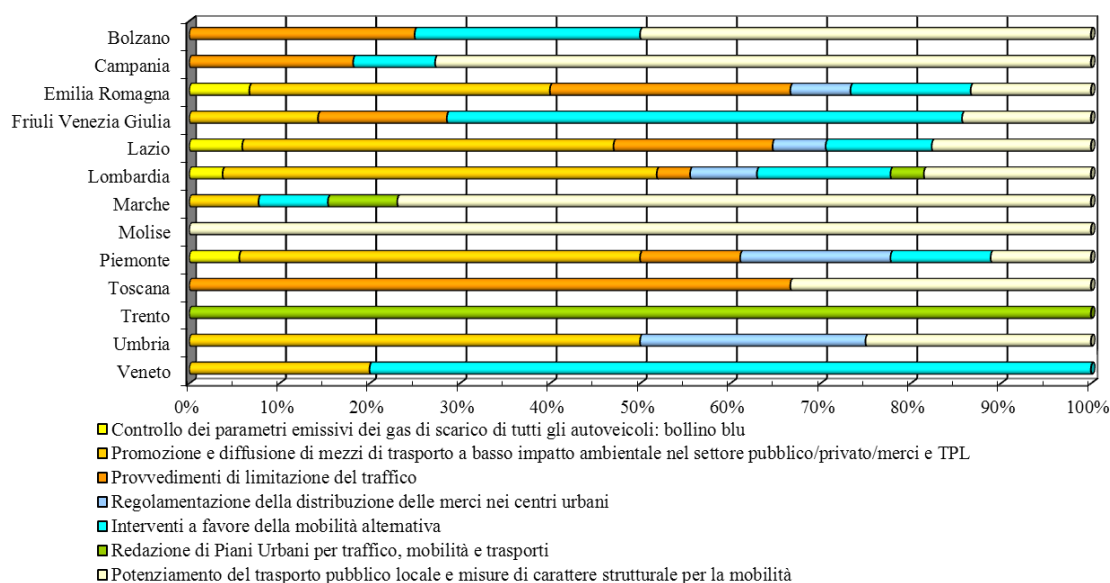 Bolzano
Campania
Emilia Romagna
Friuli Venezia Giulia
Lazio
Lombardia
Marche
Molise
Piemonte
Toscana
Trento
Umbria
Veneto
0% 10% 20% 30% 40% 50% 60% 70% 80% 90% 100%
Controllo dei parametri emissivi dei gas di scarico di tutti gli autoveicoli: bollino blu
Promozione e diffusione di mezzi di trasporto a basso impatto ambientale nel settore pubblico/privato/merci e TPL
Provvedimenti di limitazione del traffico
Regolamentazione della distribuzione delle merci nei centri urbani
Interventi a favore della mobilità alternativa
Redazione di Piani Urbani per traffico, mobilità e trasporti
Potenziamento del trasporto pubblico locale e misure di carattere strutturale per la mobilità